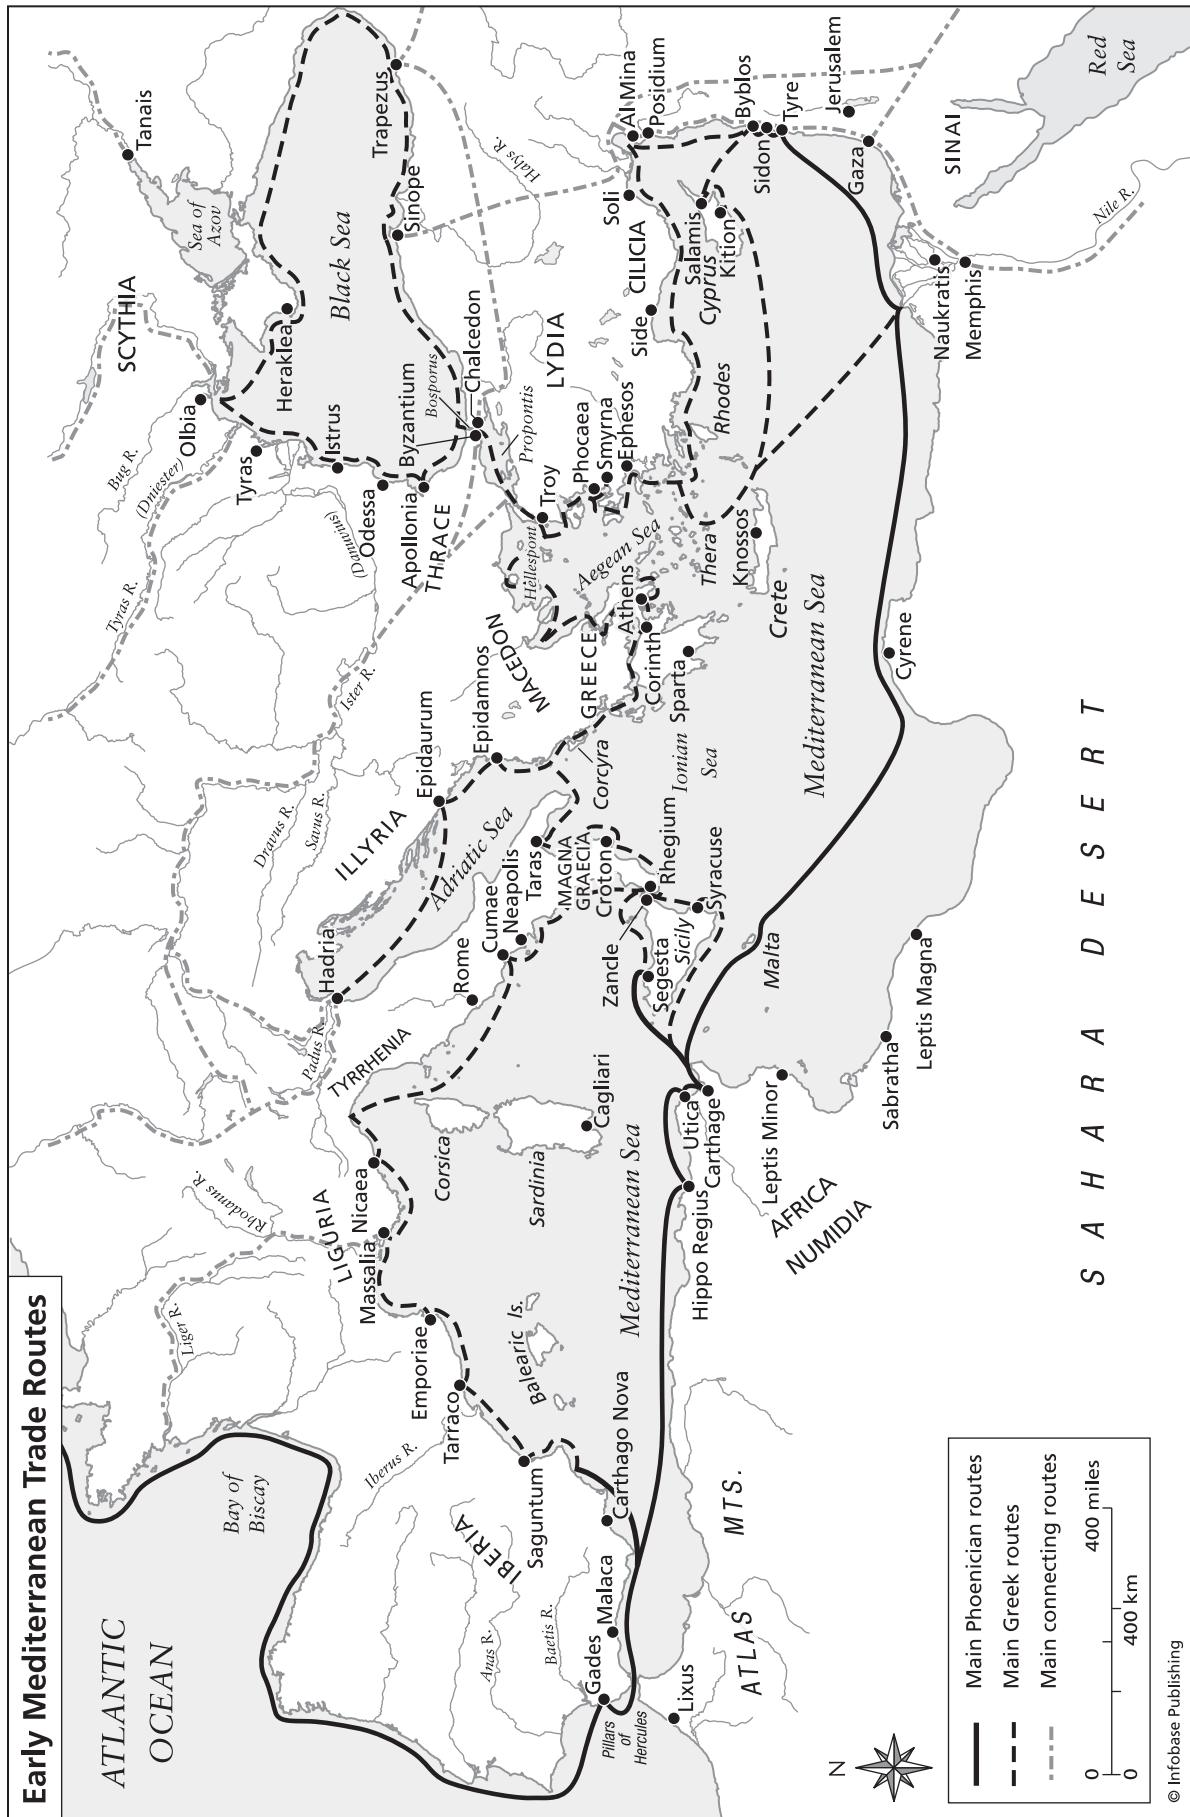 Early Mediterranean Trade Routes
ATLANTIC
OCEAN
Bay of
Biscay
Liger R.
Rhodanus R.
LIGURIA
Massalia
Nicaea
Emporiae
Tarraco
Iberus R.
IBERIA
Saguntum
Anas R.
Baetis R.
Carthago Nova
Malaca
Gades
Pillars
of
Hercules
Lixus
ATLAS
MTS.
Balearic Is.
Mediterranean Sea
Corsica
Sardinia
Cagliari
Hippo Regius
Utica
Carthage
AFRICA
NUMIDIA
Leptis Minor
Sabratha
Leptis Magna
SAHARA DESERT
Padus R.
TYRRHENIA
Hadria
Rome
Cumae
Neapolis
Adriatic Sea
ILLYRIA
Dravus R.
Savus R.
Epidaurum
Epidamnos
Taras
MAGNA
GRAECIA
Croton
Zancle
Rhegium
Segesta
Sicily
Syracuse
Malta
Corcyra
Ionian
Sea
Mediterranean Sea
Cyrene
MACEDON
GREECE
Athens
Corinth
Sparta
Aegean Sea
Thera
Knossos
Crete
Ister R.
Tyras R.
(Dniester)
Bug R.
(Danuvius)
Olbia
Tyras
Istrus
Odessa
Apollonia
THRACE
Byzantium
Bosporus
Chalcedon
Propontis
Hellespont
Troy
Phocaea
Smyrna
Ephesos
LYDIA
Rhodes
SCYTHIA
Heraklea
Sea of
Azov
Tanais
Black Sea
Sinope
Trapezus
Halys R.
Side
CILICIA
Soli
Al Mina
Posidium
Salamis
Cyprus
Kition
Byblos
Sidon
Tyre
Jerusalem
Gaza
SINAI
Red
Sea
Nile R.
Naukratis
Memphis
N
Main Phoenician routes
Main Greek routes
Main connecting routes
0 400 miles
0 400 km
© Infobase Publishing